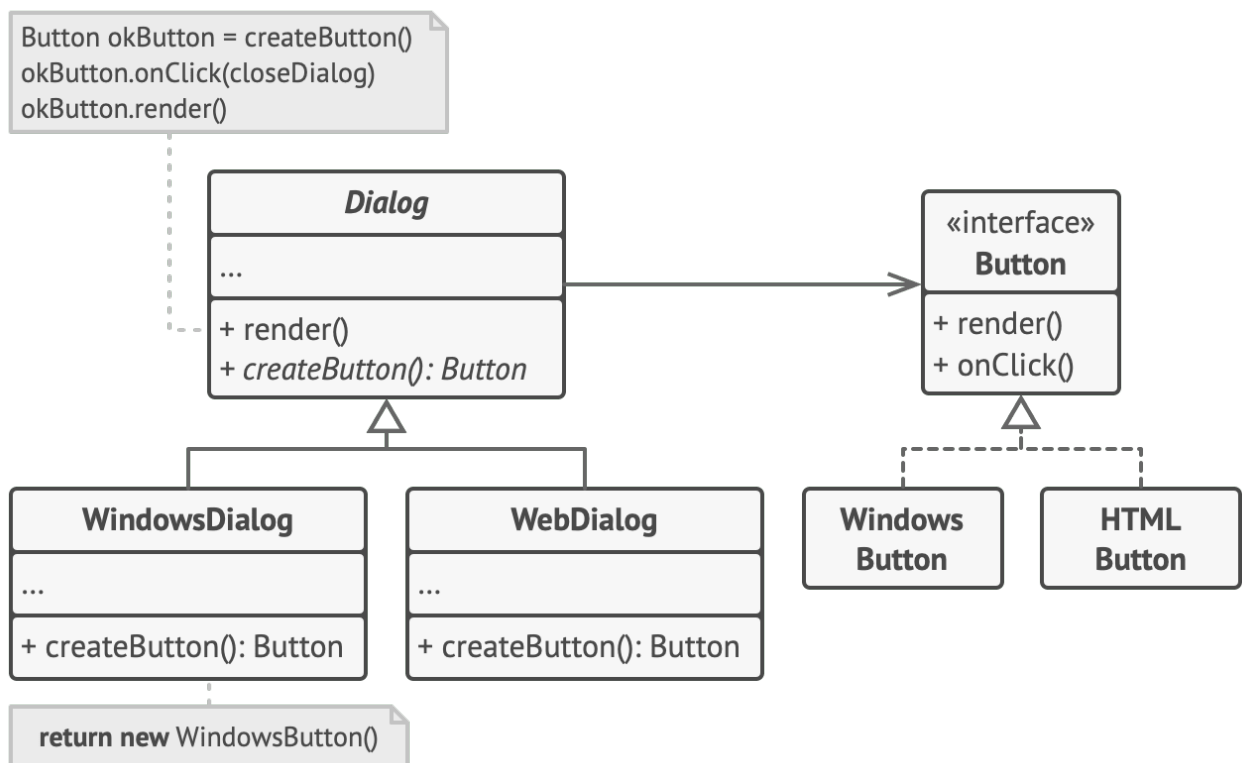 Button okButton = createButton()
okButton.onClick(closeDialog)
okButton.render()
Dialog
...
+ render()
+ createButton(): Button
«interface»
Button
+ render()
+ onClick()
WindowsDialog
...
+ createButton(): Button
WebDialog
...
+ createButton(): Button
Windows
Button
HTML
Button
return new WindowsButton()